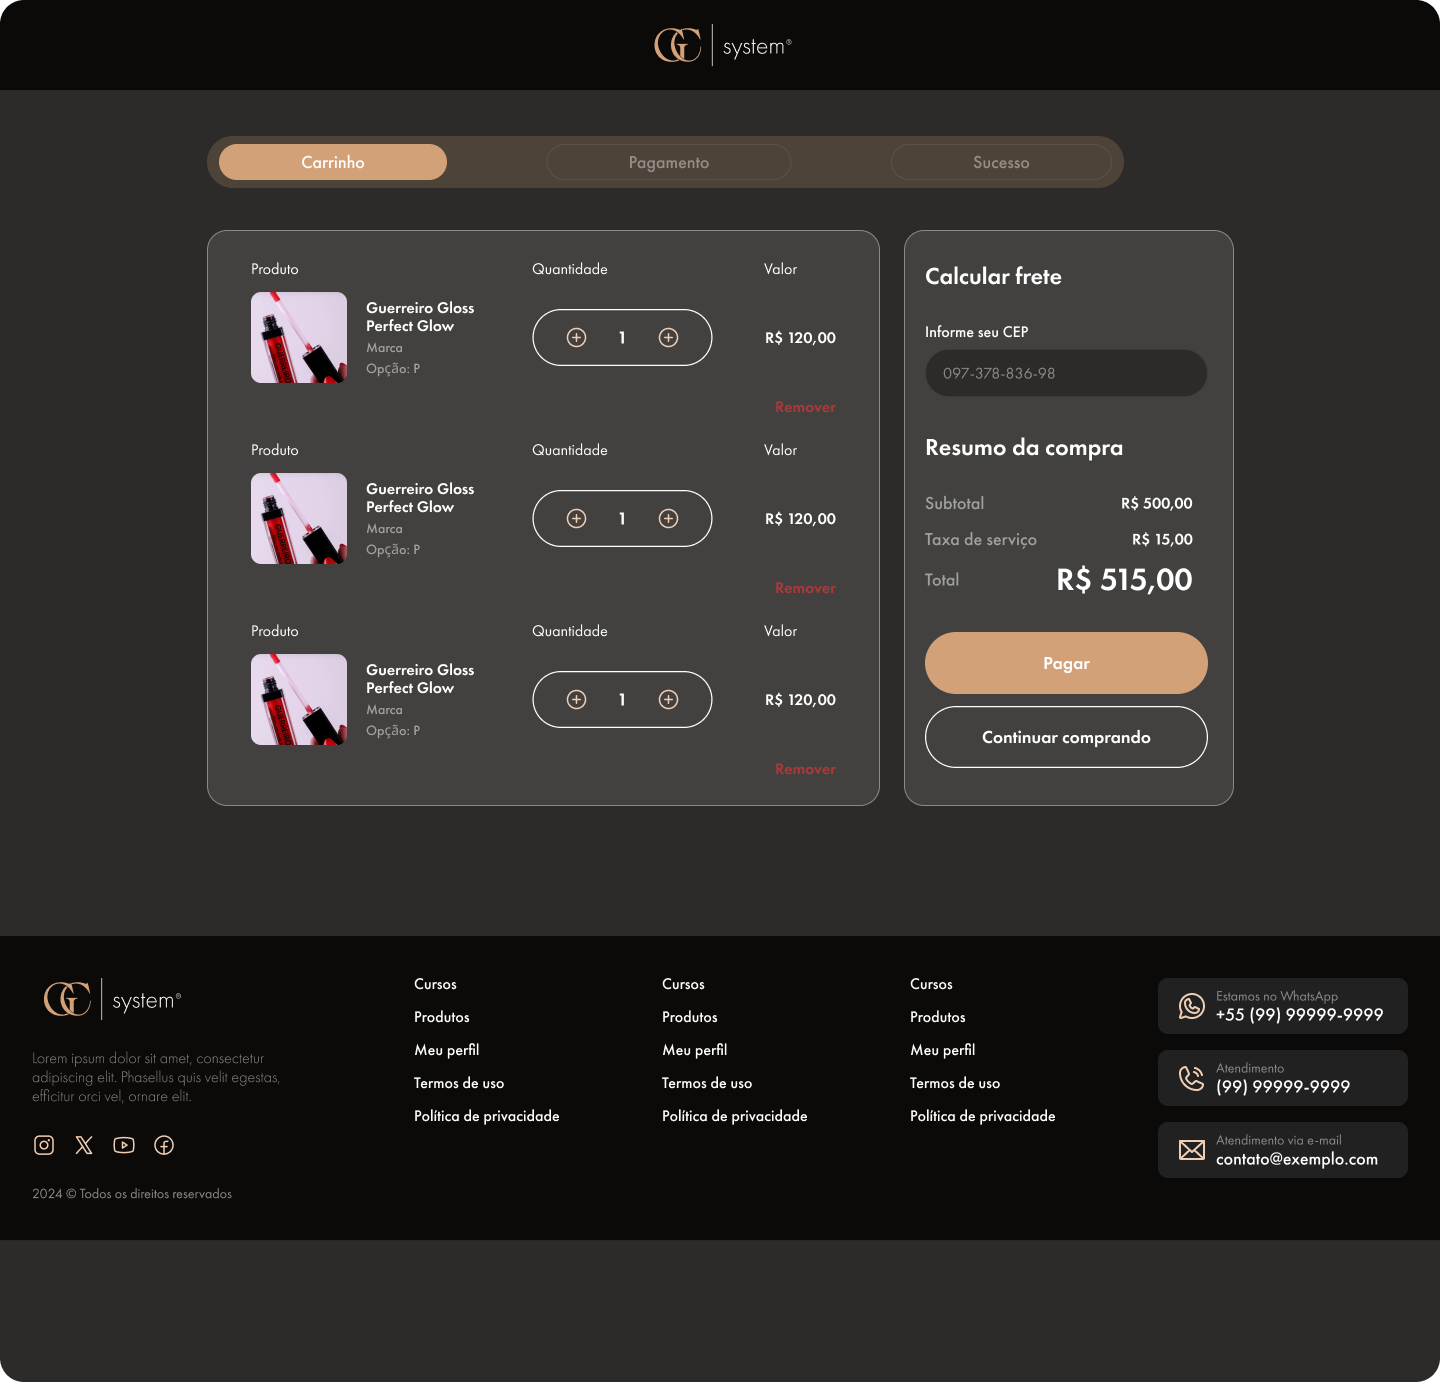 GC system®
Carrinho
Pagamento
Sucesso
Produto
Quantidade
Valor
Guerreiro Gloss
Perfect Glow
Marca
Opção: P
1
R$ 120,00
Remover
Produto
Quantidade
Valor
Guerreiro Gloss
Perfect Glow
Marca
Opção: P
1
R$ 120,00
Remover
Produto
Quantidade
Valor
Guerreiro Gloss
Perfect Glow
Marca
Opção: P
1
R$ 120,00
Remover
Calcular frete
Informe seu CEP
097-378-836-98
Resumo da compra
Subtotal R$ 500,00
Taxa de serviço R$ 15,00
Total R$ 515,00
Pagar
Continuar comprando
GC system®
Lorem ipsum dolor sit amet, consectetur
adipiscing elit. Phasellus quis velit egestas,
efficitur orci vel, ornare elit.
2024 © Todos os direitos reservados
Cursos
Produtos
Meu perfil
Termos de uso
Política de privacidade
Cursos
Produtos
Meu perfil
Termos de uso
Política de privacidade
Cursos
Produtos
Meu perfil
Termos de uso
Política de privacidade
Estamos no WhatsApp
+55 (99) 99999-9999
Atendimento
(99) 99999-9999
Atendimento via e-mail
contato@exemplo.com